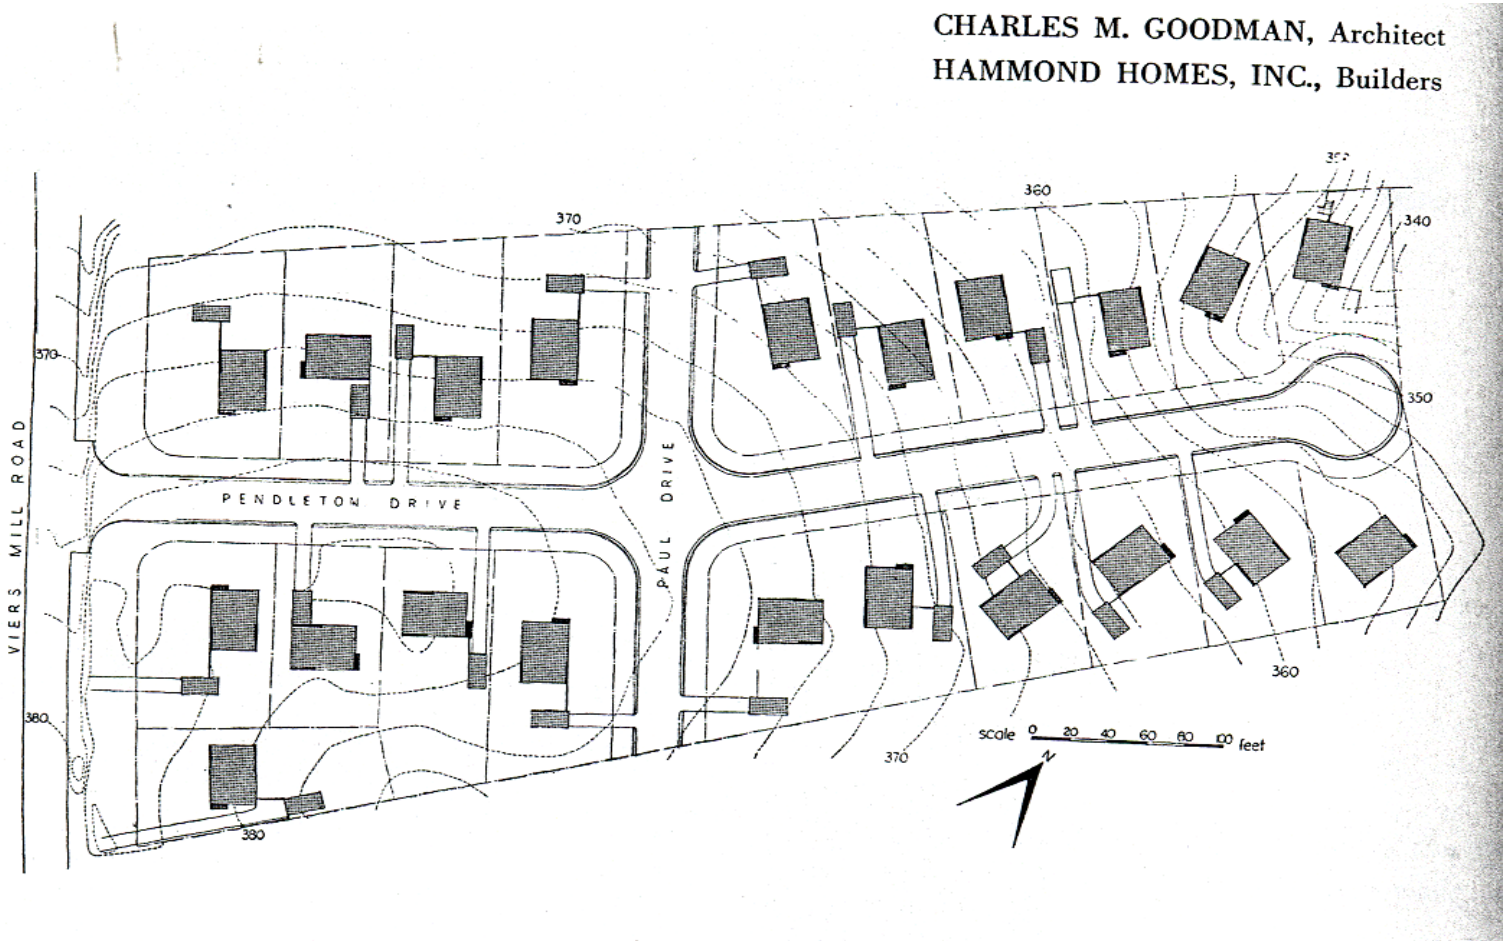 CHARLES M. GOODMAN, Architect
HAMMOND HOMES, INC., Builders
360
370
340
370
350
VIERS MILL ROAD
PENDLETON DRIVE
PAUL DRIVE
380
360
scale 0 20 40 60 80 100 feet
370
N
380